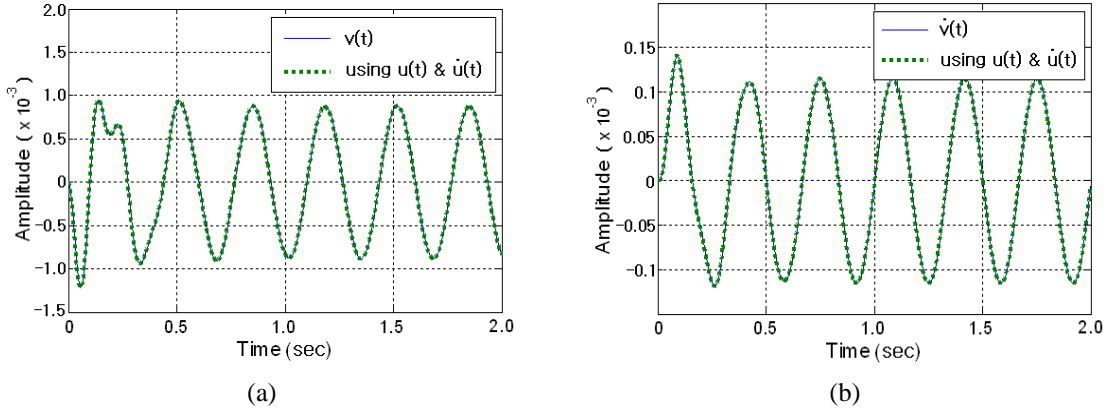 2.0
1.5
1.0
0.5
0
−0.5
−1.0
−1.5
Amplitude ( x 10⁻³ )
v(t)
using u(t) & u̇(t)
0 0.5 1.0 1.5 2.0
Time (sec)
(a)
0.15
0.1
0.05
0
−0.05
−0.1
Amplitude ( x 10⁻³ )
v̇(t)
using u(t) & u̇(t)
0 0.5 1.0 1.5 2.0
Time (sec)
(b)